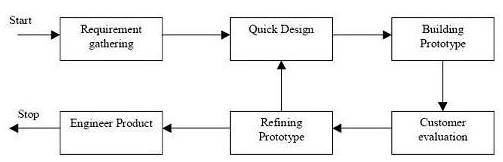 Start
Requirement
gathering
Quick Design
Building
Prototype
Stop
Engineer Product
Refining
Prototype
Customer
evaluation